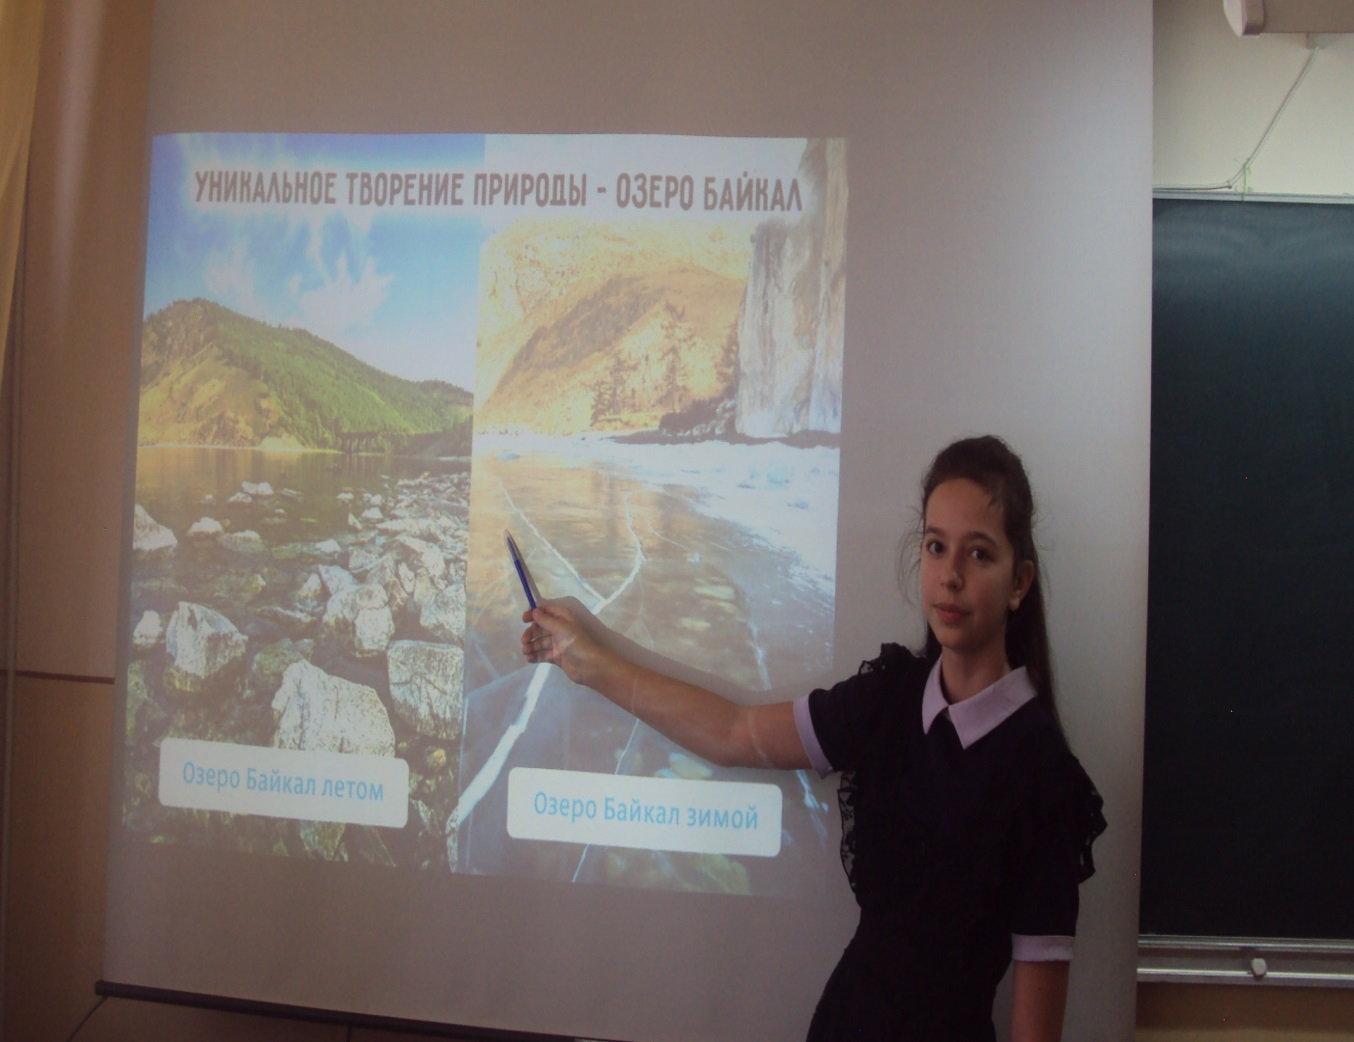 УНИКАЛЬНОЕ ТВОРЕНИЕ ПРИРОДЫ - ОЗЕРО БАЙКАЛ
Озеро Байкал летом
Озеро Байкал зимой